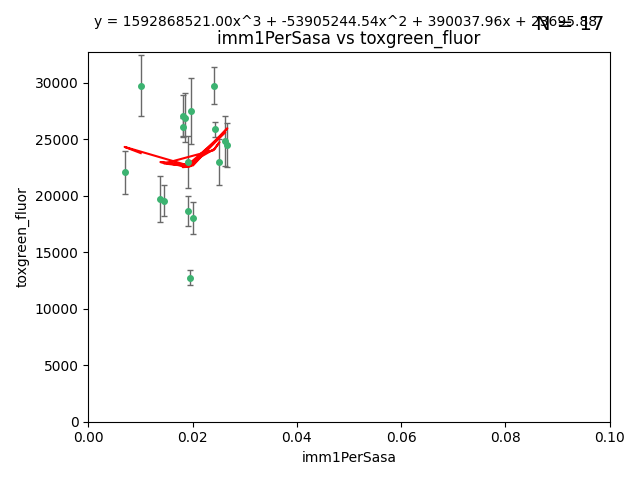 y = 1592868521.00x^3 + -53905244.54x^2 + 390037.96x + 23695.88
N = 17
imm1PerSasa vs toxgreen_fluor
30000
25000
20000
15000
10000
5000
0
toxgreen_fluor
0.00 0.02 0.04 0.06 0.08 0.10
imm1PerSasa